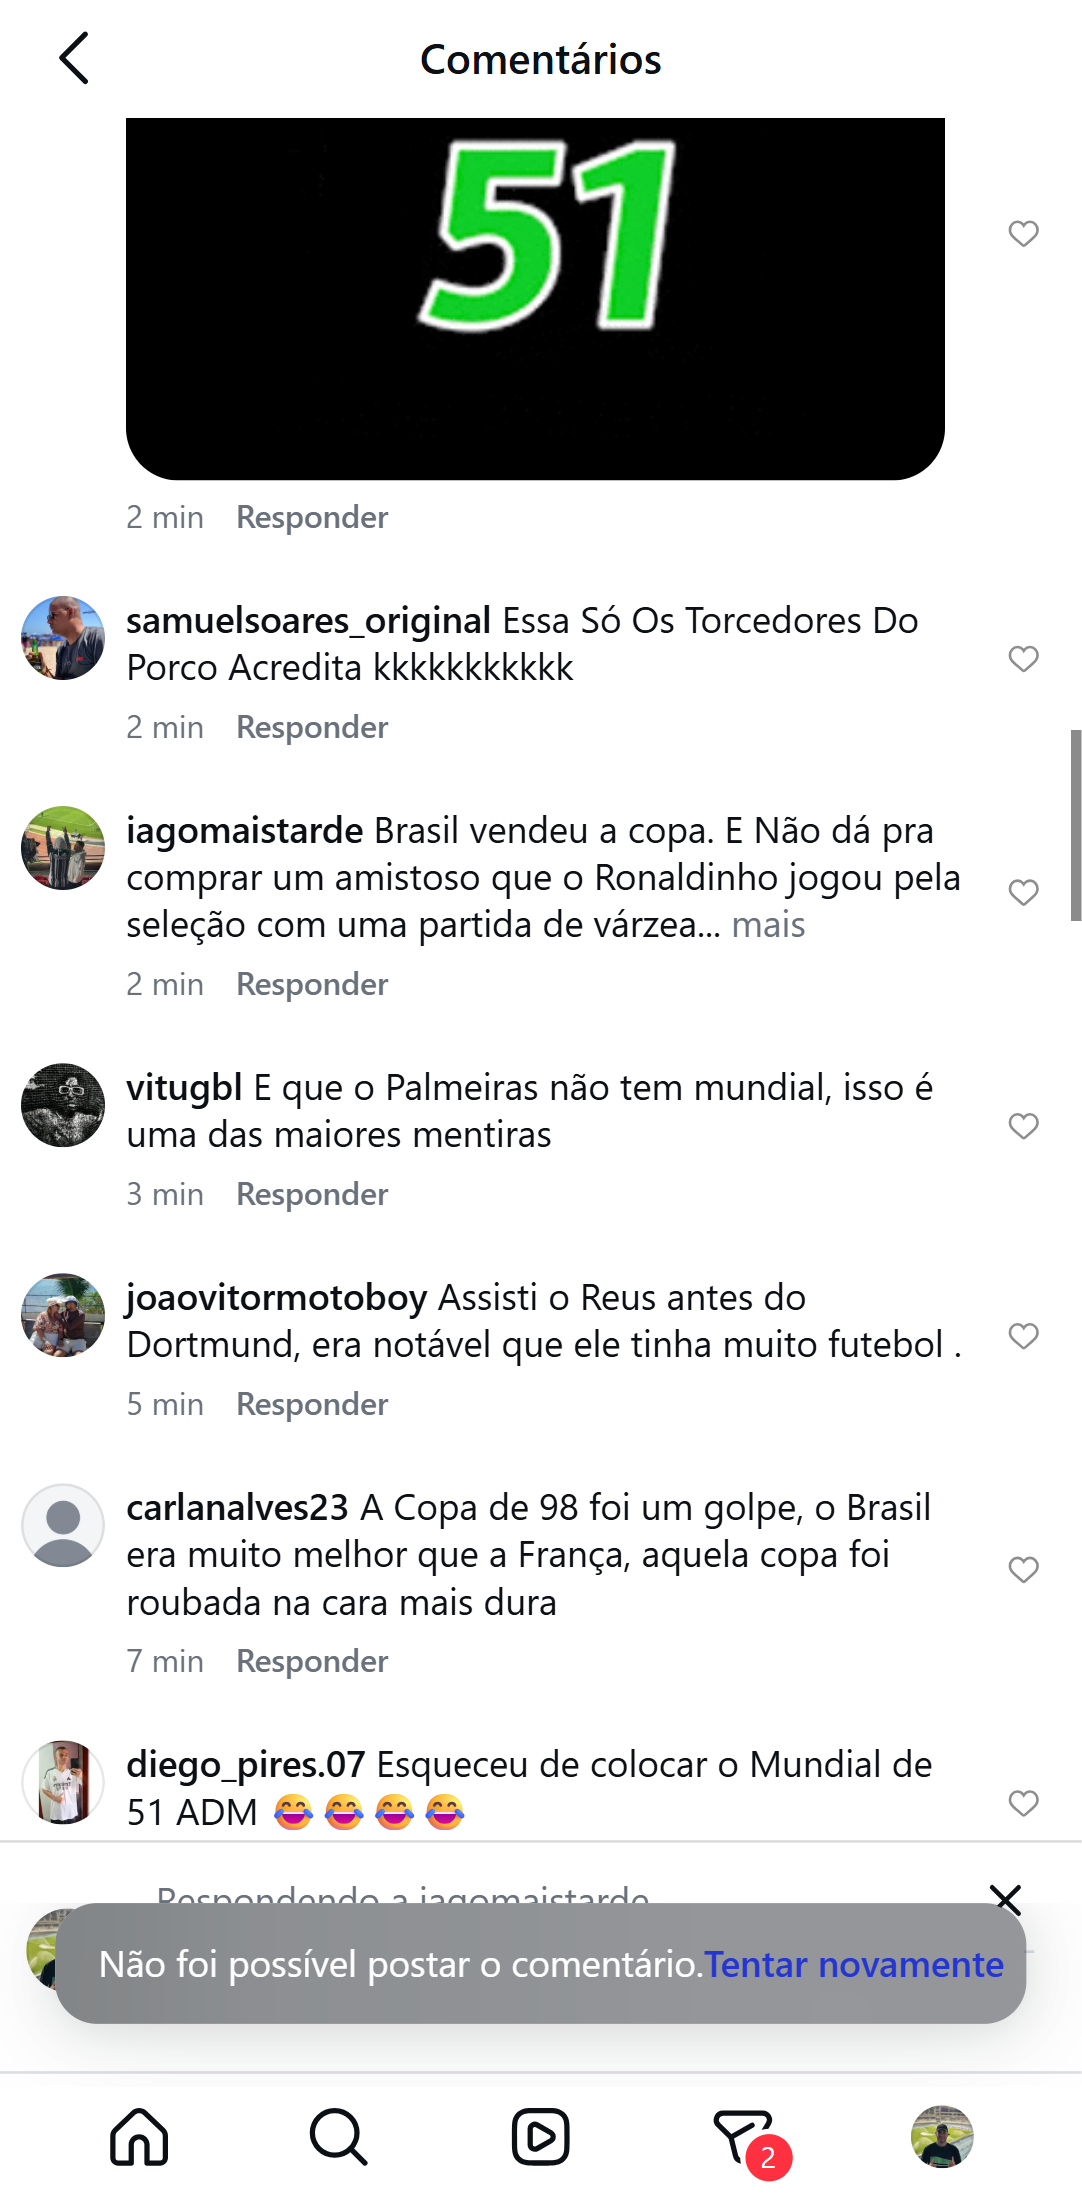 Comentários
51
2 min Responder
samuelsoares_original Essa Só Os Torcedores Do
Porco Acredita kkkkkkkkkkk
2 min Responder
iagomaistarde Brasil vendeu a copa. E Não dá pra
comprar um amistoso que o Ronaldinho jogou pela
seleção com uma partida de várzea... mais
2 min Responder
vitugbl E que o Palmeiras não tem mundial, isso é
uma das maiores mentiras
3 min Responder
joaovitormotoboy Assisti o Reus antes do
Dortmund, era notável que ele tinha muito futebol .
5 min Responder
carlanalves23 A Copa de 98 foi um golpe, o Brasil
era muito melhor que a França, aquela copa foi
roubada na cara mais dura
7 min Responder
diego_pires.07 Esqueceu de colocar o Mundial de
51 ADM 😂😂😂😂
Respondendo a iagomaistarde
Não foi possível postar o comentário.Tentar novamente
2